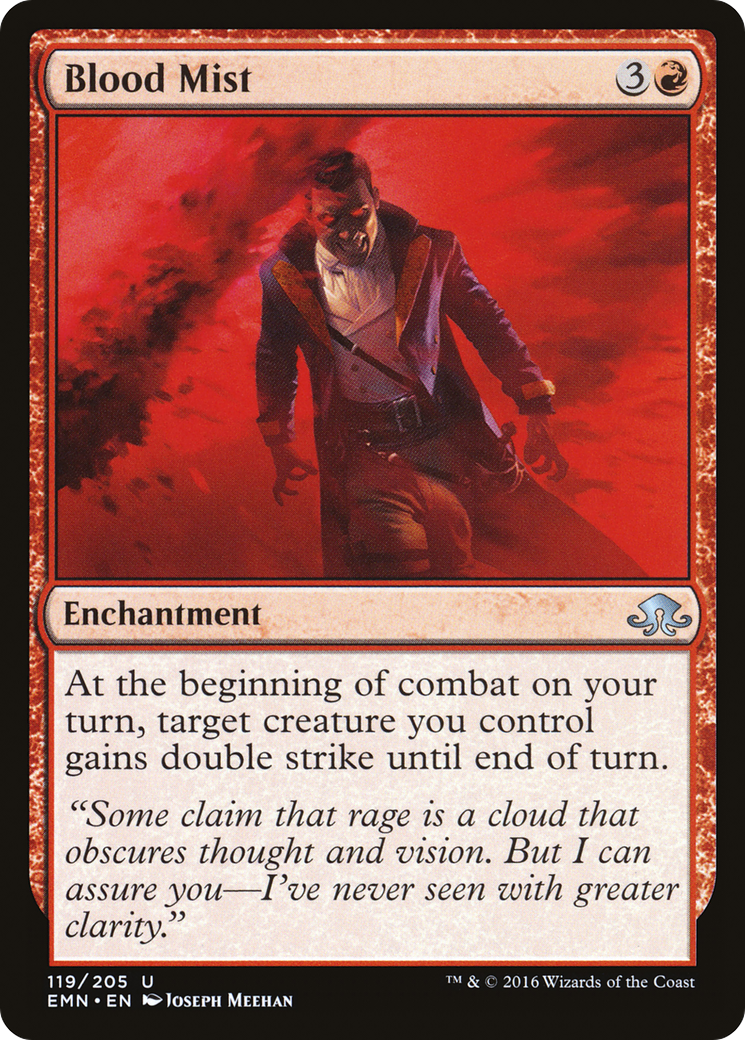 Blood Mist 3
Enchantment
At the beginning of combat on your
turn, target creature you control
gains double strike until end of turn.
“Some claim that rage is a cloud that
obscures thought and vision. But I can
assure you—I’ve never seen with greater
clarity.”
119/205 U
™ & © 2016 Wizards of the Coast
EMN • EN Joseph Meehan